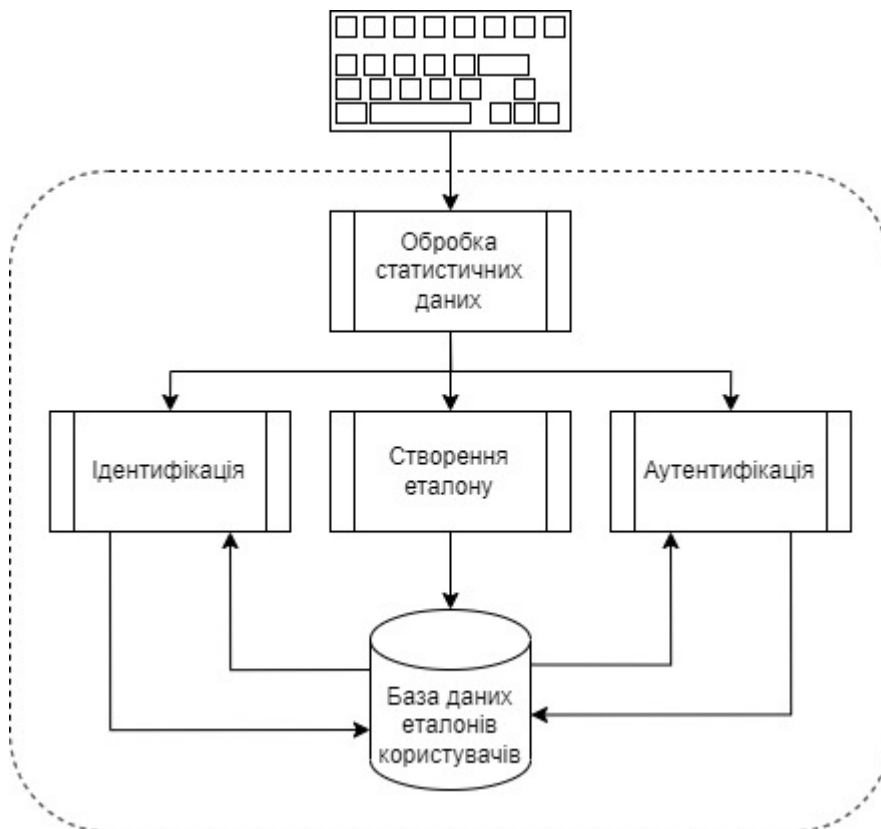 Обробка
статистичних
даних
Ідентифікація
Створення
еталону
Аутентифікація
База даних
еталонів
користувачів